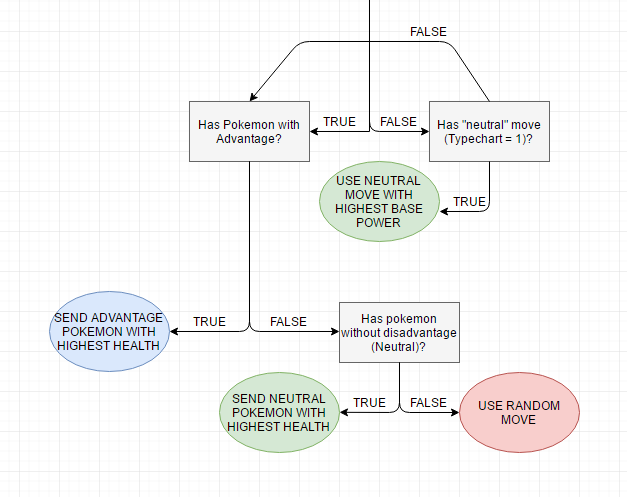 FALSE
Has Pokemon with
Advantage?
TRUE
FALSE
Has "neutral" move
(Typechart = 1)?
USE NEUTRAL
MOVE WITH
HIGHEST BASE
POWER
TRUE
SEND ADVANTAGE
POKEMON WITH
HIGHEST HEALTH
TRUE
FALSE
Has pokemon
without disadvantage
(Neutral)?
SEND NEUTRAL
POKEMON WITH
HIGHEST HEALTH
TRUE
FALSE
USE RANDOM
MOVE